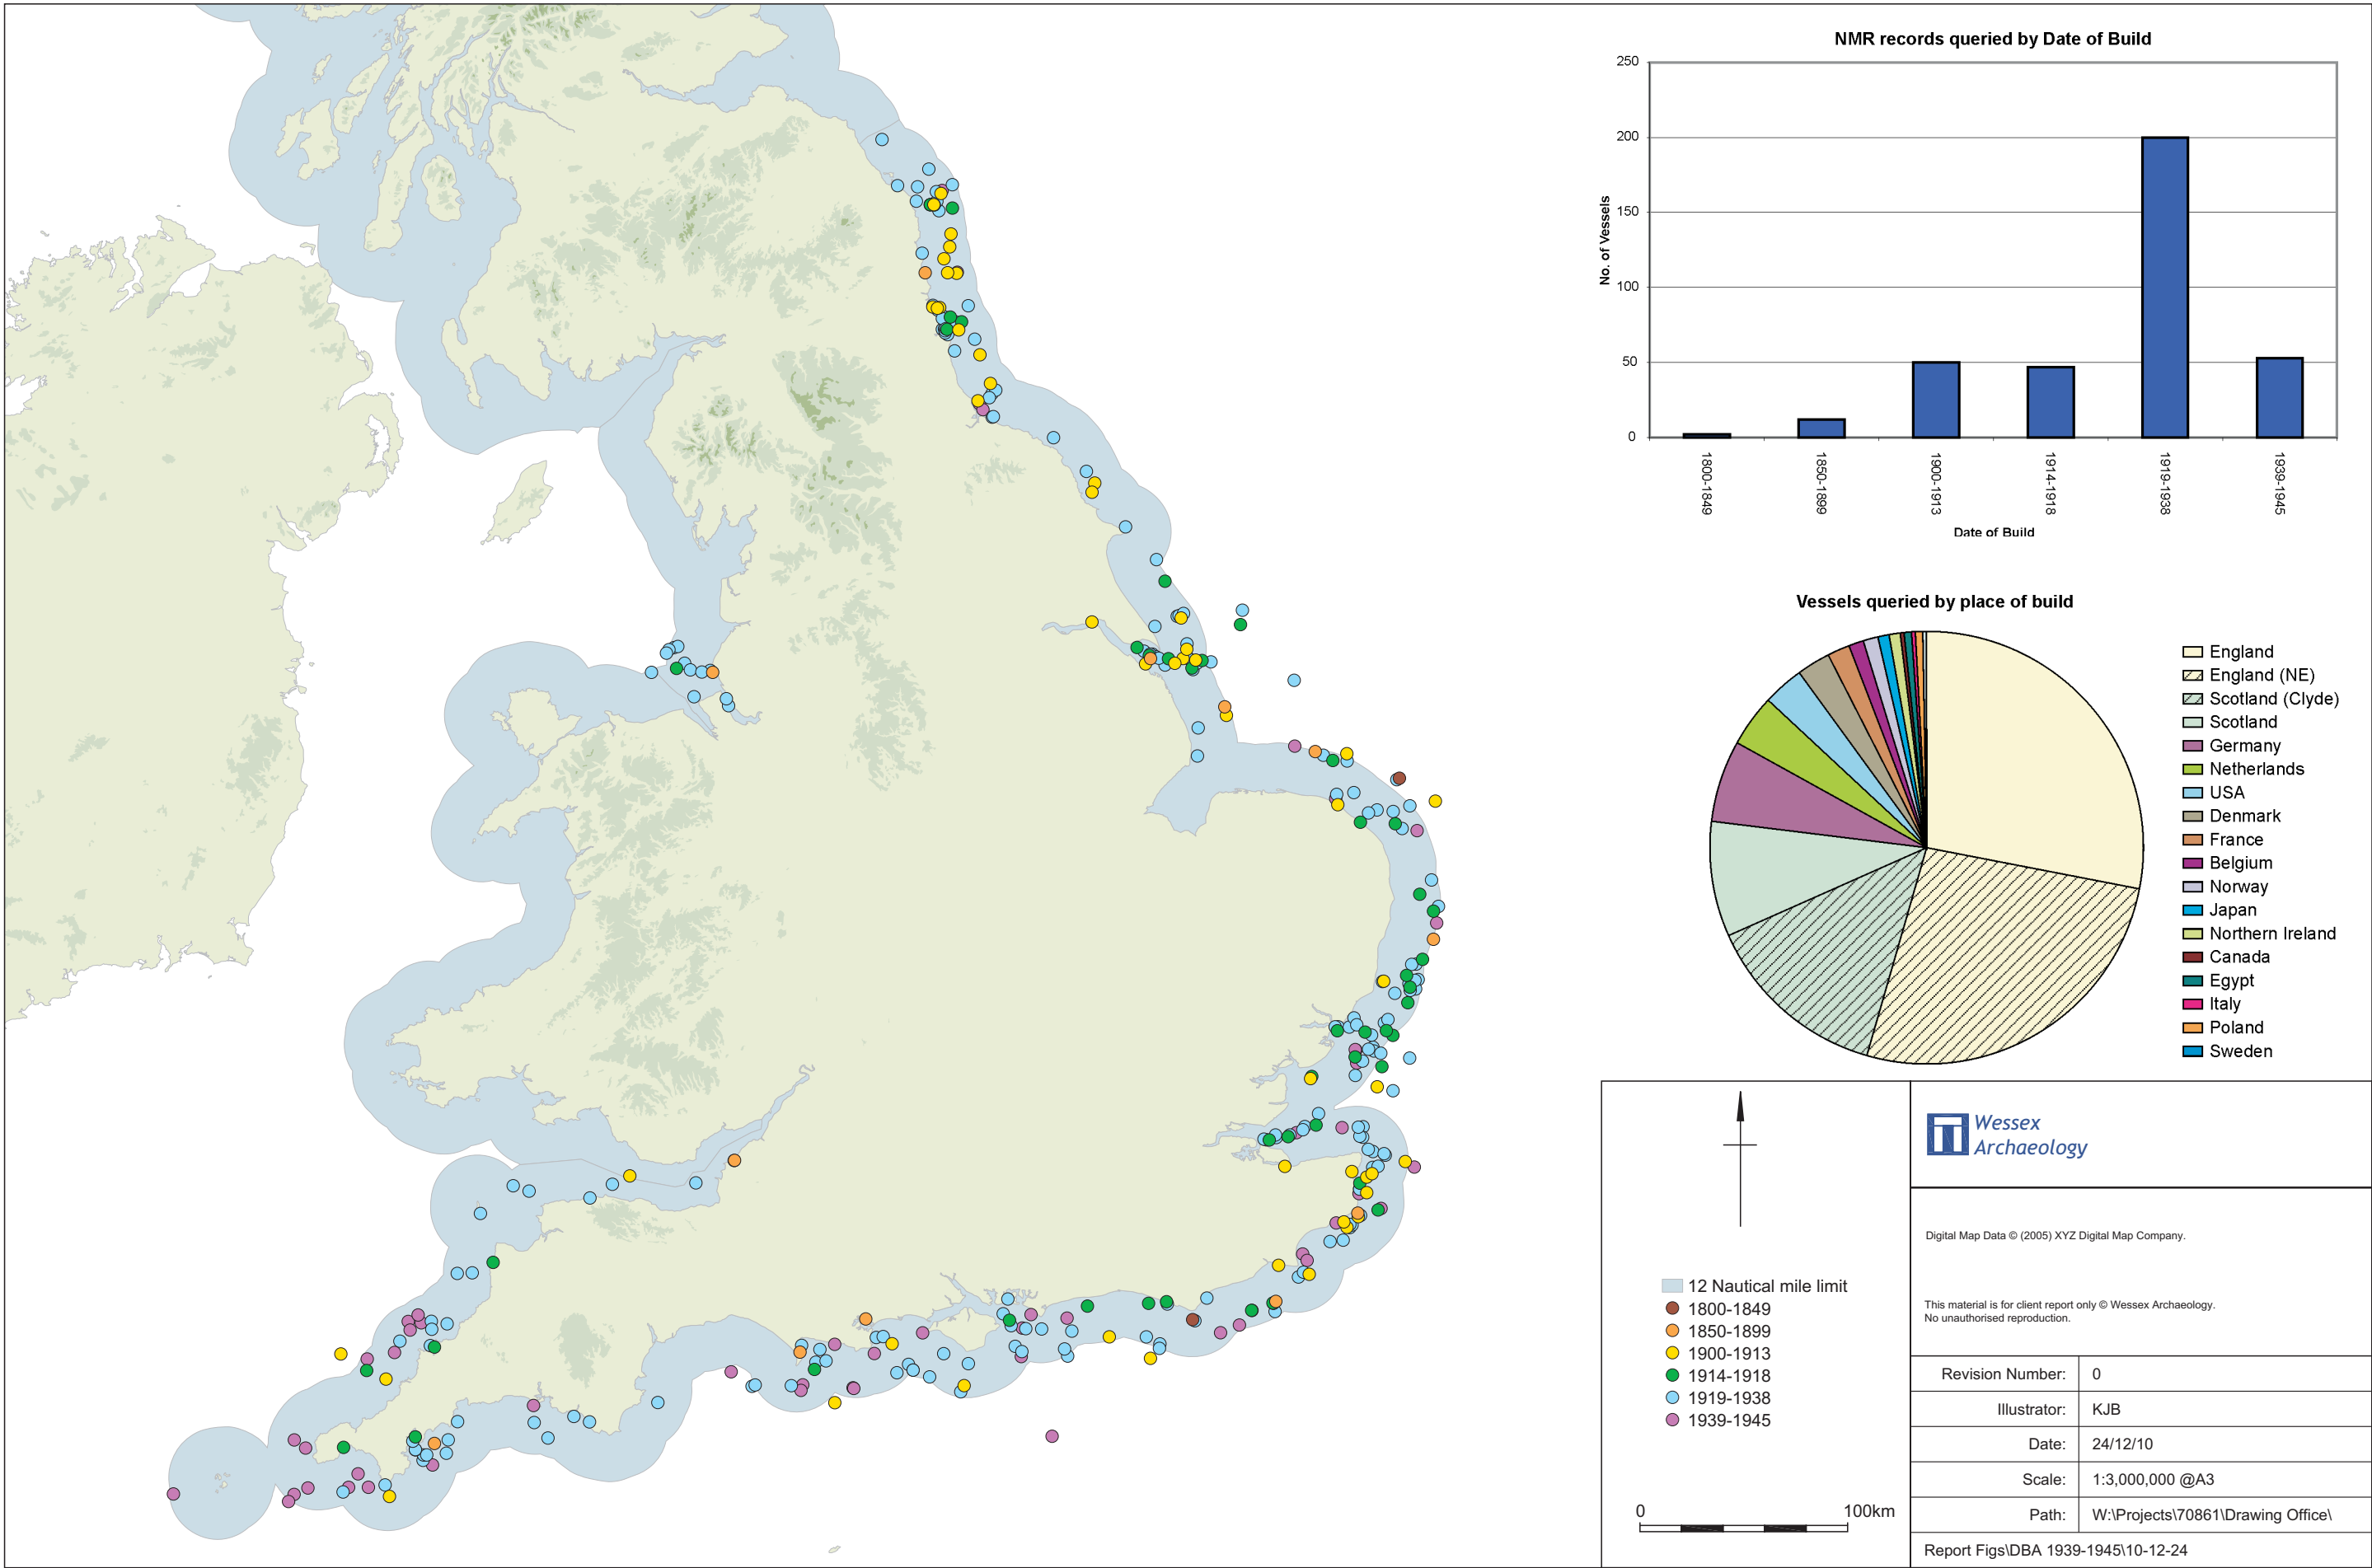 NMR records queried by Date of Build
250
200
150
100
50
0
No. of Vessels
1800-1849
1850-1899
1900-1913
1914-1918
1919-1938
1939-1945
Date of Build
Vessels queried by place of build
England
England (NE)
Scotland (Clyde)
Scotland
Germany
Netherlands
USA
Denmark
France
Belgium
Norway
Japan
Northern Ireland
Canada
Egypt
Italy
Poland
Sweden
12 Nautical mile limit
1800-1849
1850-1899
1900-1913
1914-1918
1919-1938
1939-1945
0 100km
Wessex
Archaeology
Digital Map Data © (2005) XYZ Digital Map Company.
This material is for client report only © Wessex Archaeology.
No unauthorised reproduction.
Revision Number: 0
Illustrator: KJB
Date: 24/12/10
Scale: 1:3,000,000 @A3
Path: W:\Projects\70861\Drawing Office\
Report Figs\DBA 1939-1945\10-12-24